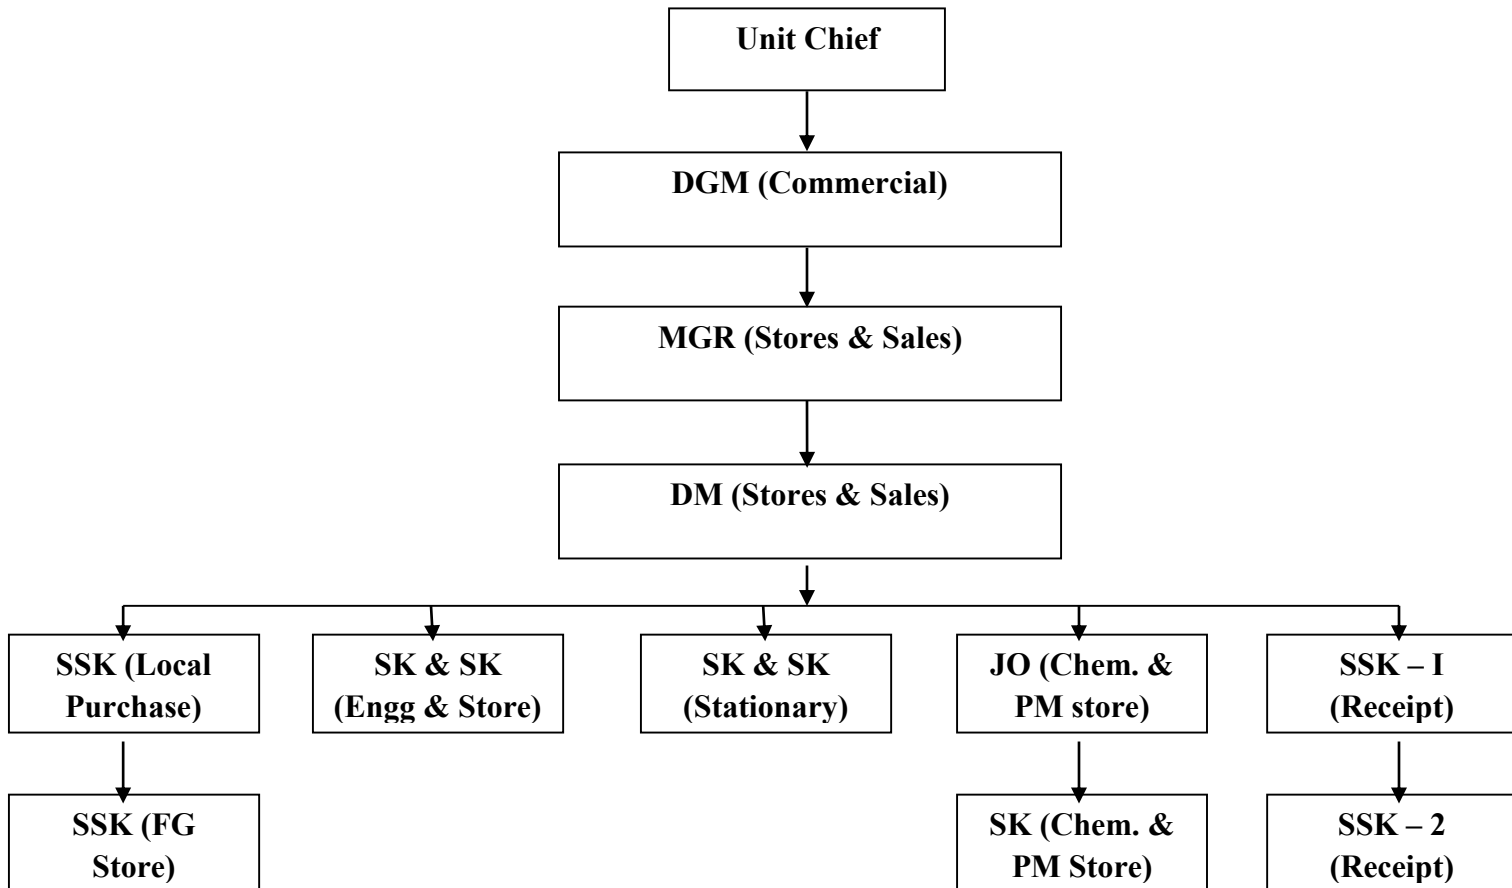 Unit Chief
DGM (Commercial)
MGR (Stores & Sales)
DM (Stores & Sales)
SSK (Local
Purchase)
SK & SK
(Engg & Store)
SK & SK
(Stationary)
JO (Chem. &
PM store)
SSK – I
(Receipt)
SSK (FG
Store)
SK (Chem. &
PM Store)
SSK – 2
(Receipt)